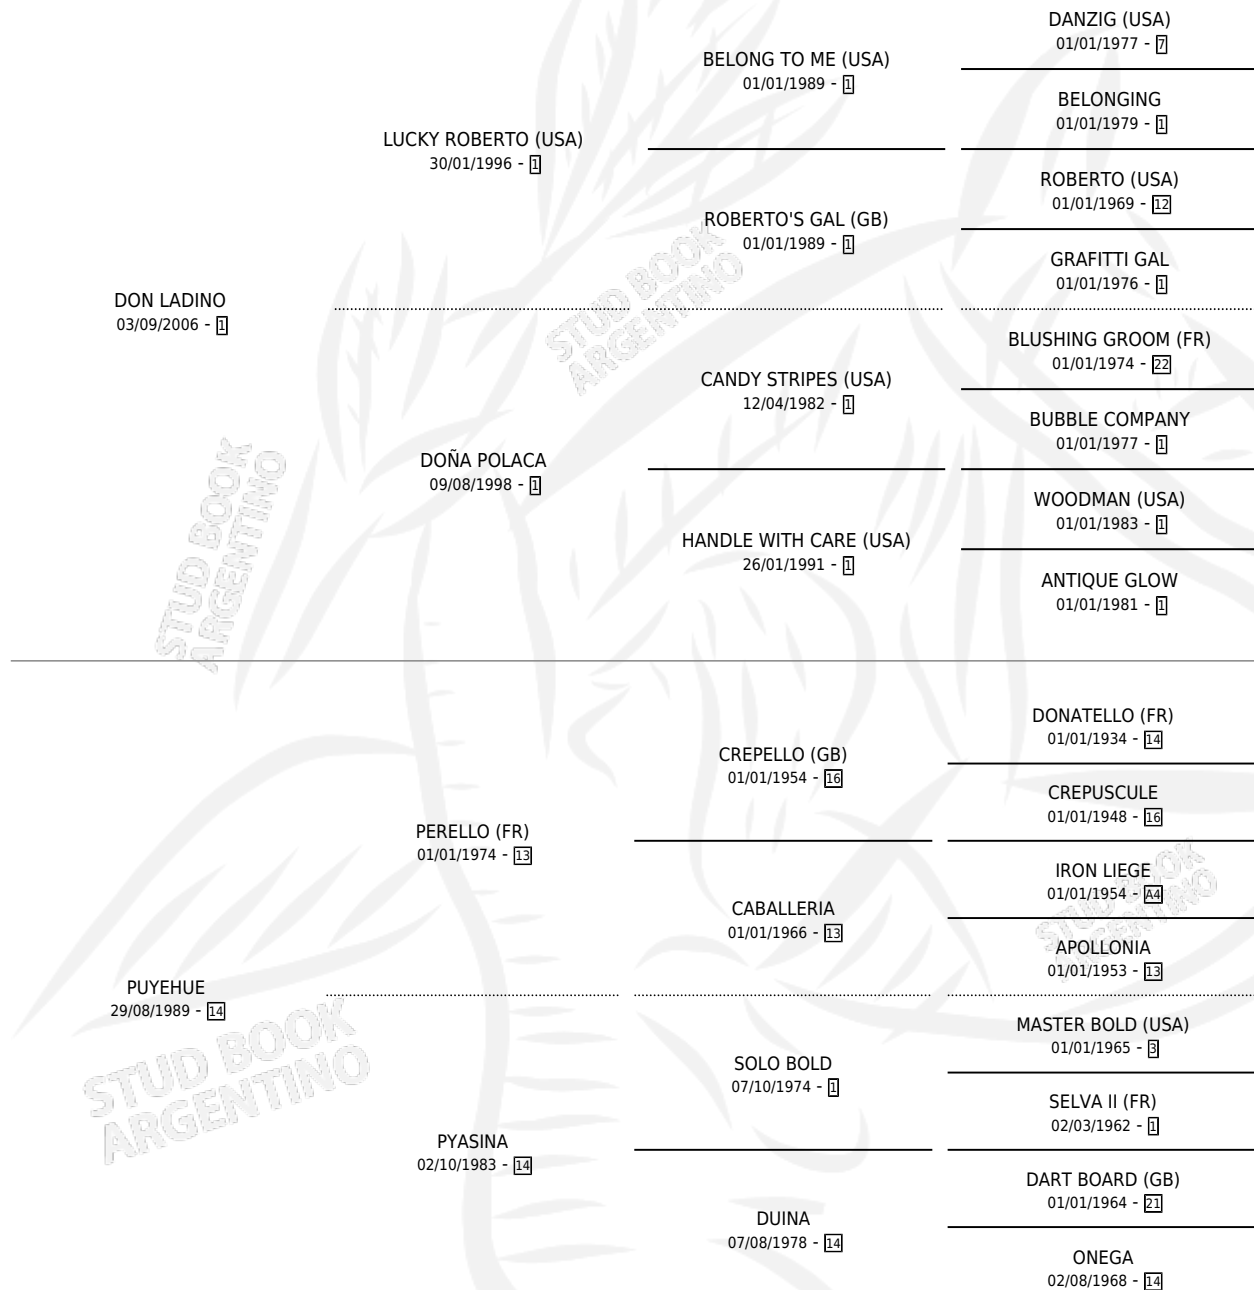 DON LADINO
03/09/2006 - 1
LUCKY ROBERTO (USA)
30/01/1996 - 1
BELONG TO ME (USA)
01/01/1989 - 1
DANZIG (USA)
01/01/1977 - 7
BELONGING
01/01/1979 - 1
ROBERTO'S GAL (GB)
01/01/1989 - 1
ROBERTO (USA)
01/01/1969 - 12
GRAFITTI GAL
01/01/1976 - 1
DOÑA POLACA
09/08/1998 - 1
CANDY STRIPES (USA)
12/04/1982 - 1
BLUSHING GROOM (FR)
01/01/1974 - 22
BUBBLE COMPANY
01/01/1977 - 1
HANDLE WITH CARE (USA)
26/01/1991 - 1
WOODMAN (USA)
01/01/1983 - 1
ANTIQUE GLOW
01/01/1981 - 1
PUYEHUE
29/08/1989 - 14
PERELLO (FR)
01/01/1974 - 13
CREPELLO (GB)
01/01/1954 - 16
DONATELLO (FR)
01/01/1934 - 14
CREPUSCULE
01/01/1948 - 16
CABALLERIA
01/01/1966 - 13
IRON LIEGE
01/01/1954 - A4
APOLLONIA
01/01/1953 - 13
PYASINA
02/10/1983 - 14
SOLO BOLD
07/10/1974 - 1
MASTER BOLD (USA)
01/01/1965 - 3
SELVA II (FR)
02/03/1962 - 1
DUINA
07/08/1978 - 14
DART BOARD (GB)
01/01/1964 - 21
ONEGA
02/08/1968 - 14
STUD BOOK
ARGENTINO
STUD BOOK
ARGENTINO
STUD BOOK
ARGENTINO
STUD BOOK
ARGENTINO